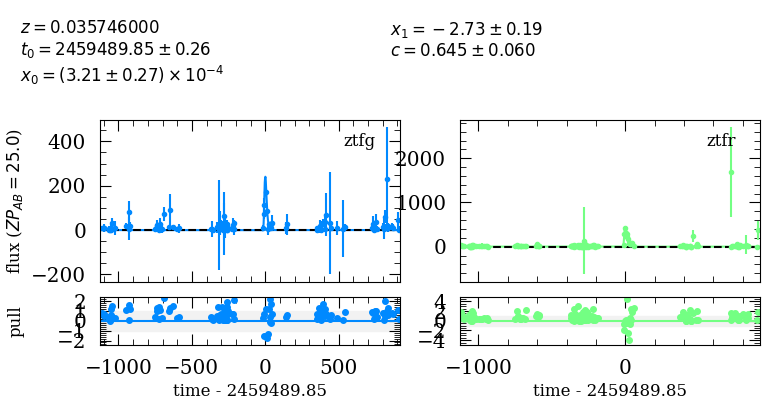 z = 0.035746000
t₀ = 2459489.85 ± 0.26
x₀ = (3.21 ± 0.27) × 10⁻⁴
x₁ = −2.73 ± 0.19
c = 0.645 ± 0.060
flux (ZP_AB = 25.0)
400
200
0
−200
ztfg
2000
1000
0
ztfr
pull
2
1
0
−1
−2
4
2
0
−2
−4
−1000
−500
0
500
−1000
0
time - 2459489.85
time - 2459489.85